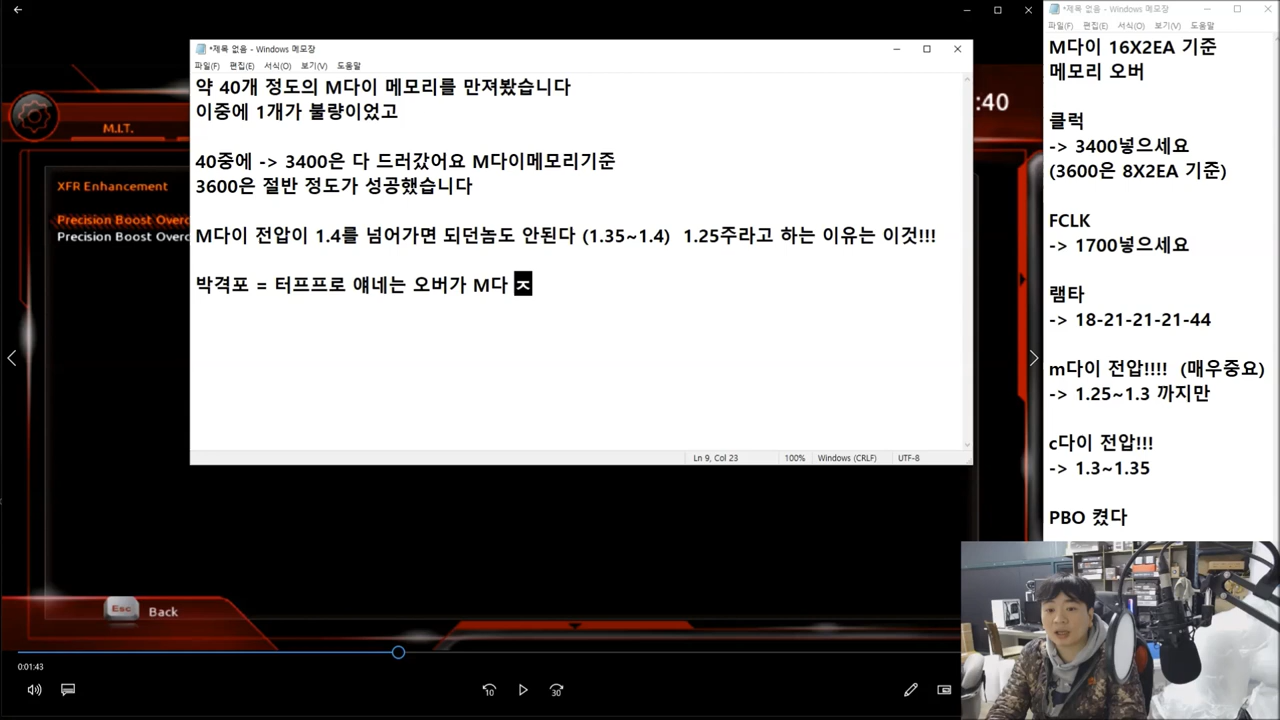 *제목 없음 - Windows 메모장
파일(F) 편집(E) 서식(O) 보기(V) 도움말
약 40개 정도의 M다이 메모리를 만져봤습니다
이중에 1개가 불량이었고
40중에 -> 3400은 다 드러갔어요 M다이메모리기준
3600은 절반 정도가 성공했습니다
M다이 전압이 1.4를 넘어가면 되던놈도 안된다 (1.35~1.4)  1.25주라고 하는 이유는 이것!!!
박격포 = 터프프로 얘네는 오버가 M다 ㅈ
Ln 9, Col 23 100% Windows (CRLF) UTF-8
:40
M.I.T.
XFR Enhancement
Precision Boost Overc
Precision Boost Overc
Esc Back
0:01:43
10 30
*제목 없음 - Windows 메모장
파일(F) 편집(E) 서식(O) 보기(V) 도움말
M다이 16X2EA 기준
메모리 오버
클럭
-> 3400넣으세요
(3600은 8X2EA 기준)
FCLK
-> 1700넣으세요
램타
-> 18-21-21-21-44
m다이 전압!!!!  (매우중요)
-> 1.25~1.3 까지만
c다이 전압!!!
-> 1.3~1.35
PBO 켰다